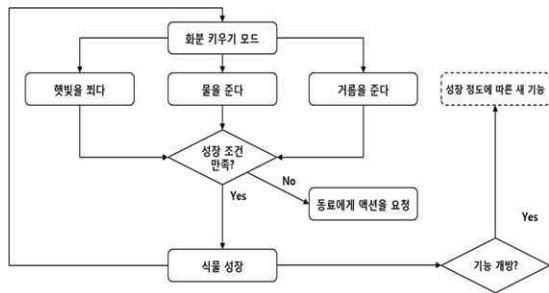 화분 키우기 모드
햇빛을 쬐다
물을 준다
거름을 준다
성장 정도에 따른 새 기능
성장 조건
만족?
No
Yes
동료에게 액션을 요청
Yes
식물 성장
기능 개방?